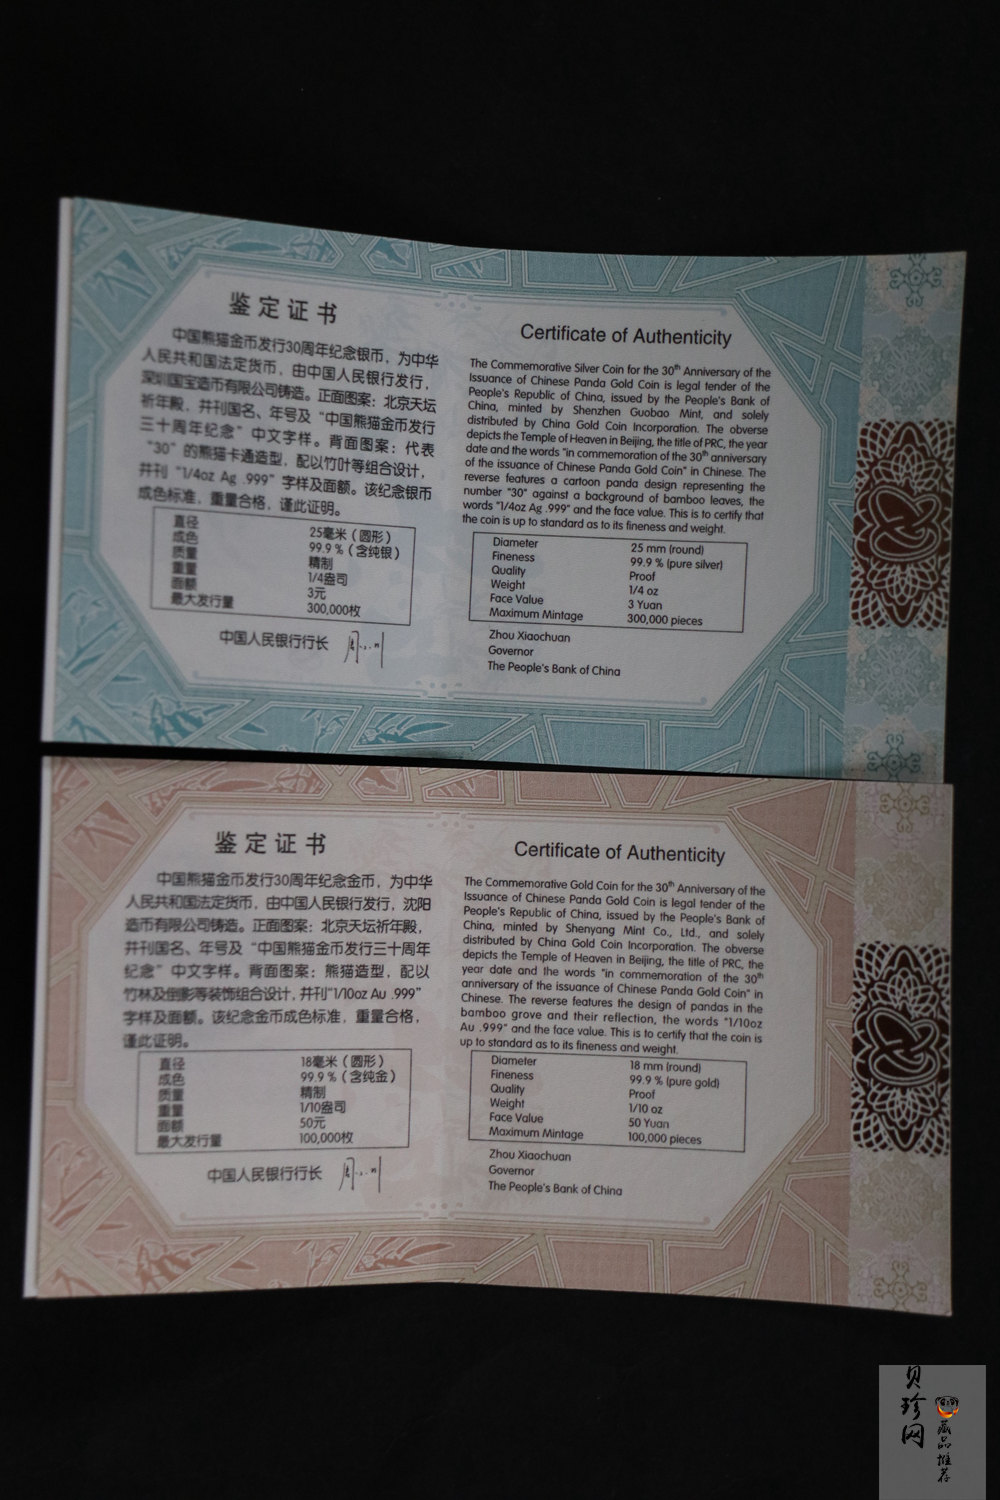 鉴定证书
中国熊猫金币发行30周年纪念银币，为中华
人民共和国法定货币，由中国人民银行发行，
深圳国宝造币有限公司铸造。正面图案：北京天坛
祈年殿，并刊国名、年号及“中国熊猫金币发行
三十周年纪念”中文字样。背面图案：代表
“30”的熊猫卡通造型，配以竹叶等组合设计，
并刊“1/4oz Ag .999”字样及面额。该纪念银币
成色标准，重量合格，谨此证明。
直径 25毫米（圆形）
成色 99.9％（含纯银）
质量 精制
重量 1/4盎司
面额 3元
最大发行量 300,000枚
中国人民银行行长
Certificate of Authenticity
The Commemorative Silver Coin for the 30th Anniversary of the
Issuance of Chinese Panda Gold Coin is legal tender of the
People's Republic of China, issued by the People's Bank of
China, minted by Shenzhen Guobao Mint, and solely
distributed by China Gold Coin Incorporation. The obverse
depicts the Temple of Heaven in Beijing, the title of PRC, the year
date and the words "in commemoration of the 30th anniversary
of the issuance of Chinese Panda Gold Coin" in Chinese. The
reverse features a cartoon panda design representing the
number "30" against a background of bamboo leaves, the
words "1/4oz Ag .999" and the face value. This is to certify that
the coin is up to standard as to its fineness and weight.
Diameter 25 mm (round)
Fineness 99.9 % (pure silver)
Quality Proof
Weight 1/4 oz
Face Value 3 Yuan
Maximum Mintage 300,000 pieces
Zhou Xiaochuan
Governor
The People's Bank of China
鉴定证书
中国熊猫金币发行30周年纪念金币，为中华
人民共和国法定货币，由中国人民银行发行，沈阳
造币有限公司铸造。正面图案：北京天坛祈年殿，
并刊国名、年号及“中国熊猫金币发行三十周年
纪念”中文字样。背面图案：熊猫造型，配以
竹林及倒影等装饰组合设计，并刊“1/10oz Au .999”
字样及面额。该纪念金币成色标准，重量合格，
谨此证明。
直径 18毫米（圆形）
成色 99.9％（含纯金）
质量 精制
重量 1/10盎司
面额 50元
最大发行量 100,000枚
中国人民银行行长
Certificate of Authenticity
The Commemorative Gold Coin for the 30th Anniversary of the
Issuance of Chinese Panda Gold Coin is legal tender of the
People's Republic of China, issued by the People's Bank of
China, minted by Shenyang Mint Co., Ltd., and solely
distributed by China Gold Coin Incorporation. The obverse
depicts the Temple of Heaven in Beijing, the title of PRC, the
year date and the words "in commemoration of the 30th
anniversary of the issuance of Chinese Panda Gold Coin" in
Chinese. The reverse features the design of pandas in the
bamboo grove and their reflection, the words "1/10oz
Au .999" and the face value. This is to certify that the coin is
up to standard as to its fineness and weight.
Diameter 18 mm (round)
Fineness 99.9 % (pure gold)
Quality Proof
Weight 1/10 oz
Face Value 50 Yuan
Maximum Mintage 100,000 pieces
Zhou Xiaochuan
Governor
The People's Bank of China
贝珍网
藏品推荐